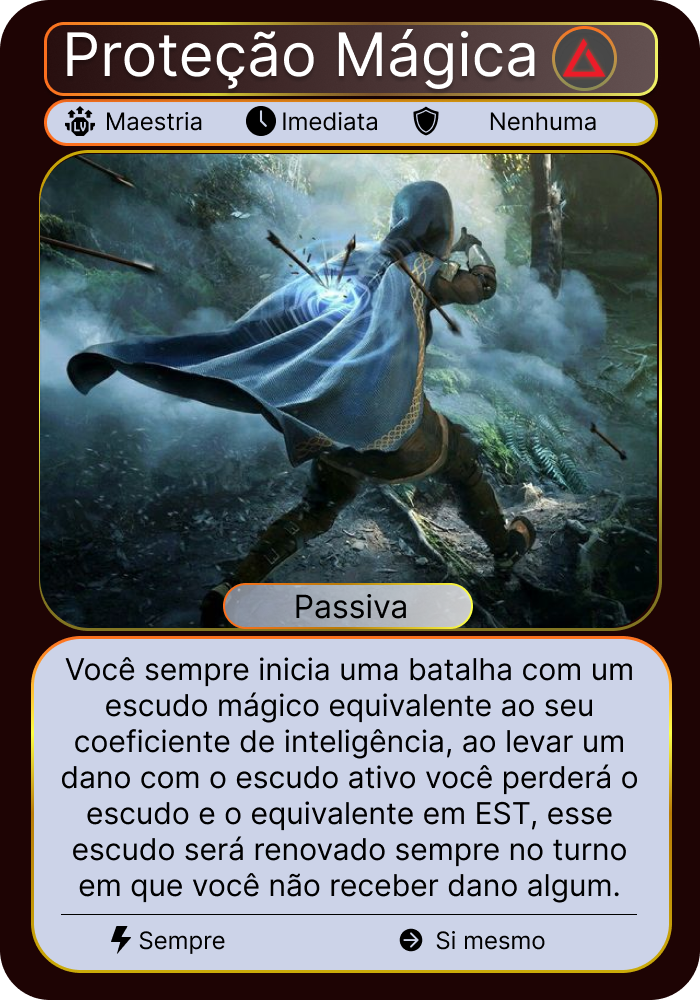 Proteção Mágica
LV Maestria Imediata Nenhuma
Passiva
Você sempre inicia uma batalha com um
escudo mágico equivalente ao seu
coeficiente de inteligência, ao levar um
dano com o escudo ativo você perderá o
escudo e o equivalente em EST, esse
escudo será renovado sempre no turno
em que você não receber dano algum.
Sempre Si mesmo